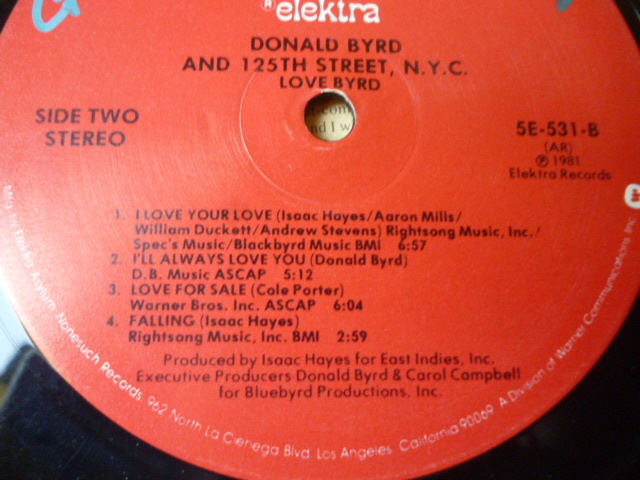 elektra
DONALD BYRD
AND 125TH STREET, N.Y.C.
LOVE BYRD
SIDE TWO
STEREO
5E-531-B
(AR)
℗ 1981
Elektra Records
1. I LOVE YOUR LOVE (Isaac Hayes/Aaron Mills/
William Duckett/Andrew Stevens) Rightsong Music, Inc./
Spec's Music/Blackbyrd Music BMI 6:57
2. I'LL ALWAYS LOVE YOU (Donald Byrd)
D.B. Music ASCAP 5:12
3. LOVE FOR SALE (Cole Porter)
Warner Bros. Inc. ASCAP 6:04
4. FALLING (Isaac Hayes)
Rightsong Music, Inc. BMI 2:59
Produced by Isaac Hayes for East Indies, Inc.
Executive Producers Donald Byrd & Carol Campbell
for Bluebyrd Productions, Inc.
Mfg. by Elektra/Asylum/Nonesuch Records, 962 North La Cienega Blvd. Los Angeles, California 90069. A Division of Warner Communications Inc.
nd I w